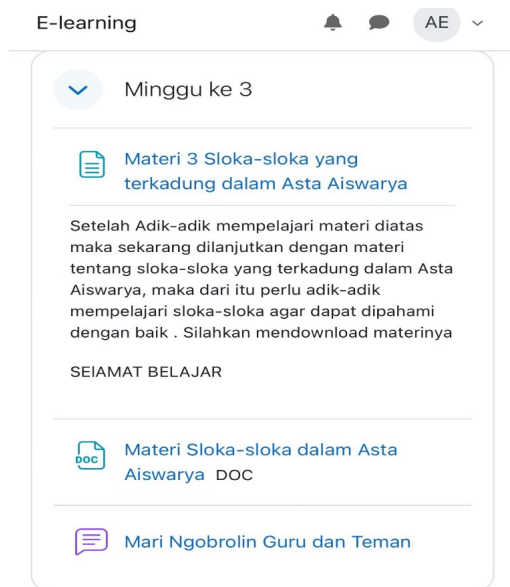 E-learning AE
Minggu ke 3
Materi 3 Sloka-sloka yang
terkadung dalam Asta Aiswarya
Setelah Adik-adik mempelajari materi diatas
maka sekarang dilanjutkan dengan materi
tentang sloka-sloka yang terkadung dalam Asta
Aiswarya, maka dari itu perlu adik-adik
mempelajari sloka-sloka agar dapat dipahami
dengan baik . Silahkan mendownload materinya
SElAMAT BELAJAR
DOC
Materi Sloka-sloka dalam Asta
Aiswarya DOC
Mari Ngobrolin Guru dan Teman